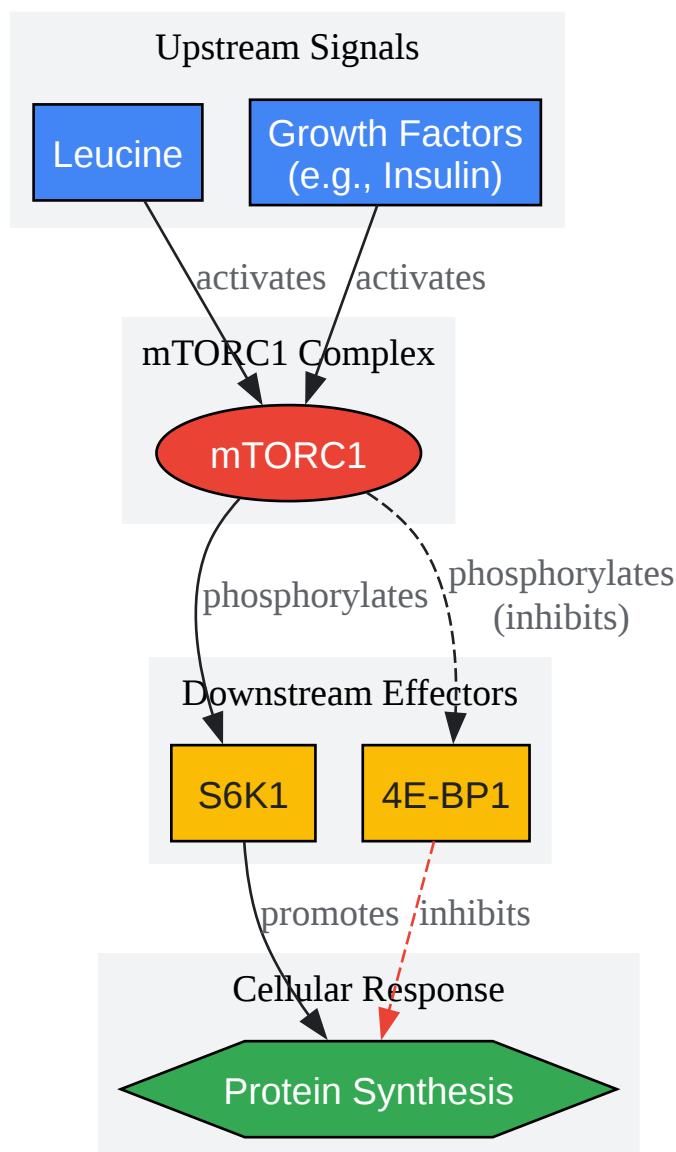 Upstream Signals
Leucine
Growth Factors
(e.g., Insulin)
activates
activates
mTORC1 Complex
mTORC1
phosphorylates
phosphorylates
(inhibits)
Downstream Effectors
S6K1
4E-BP1
promotes
inhibits
Cellular Response
Protein Synthesis